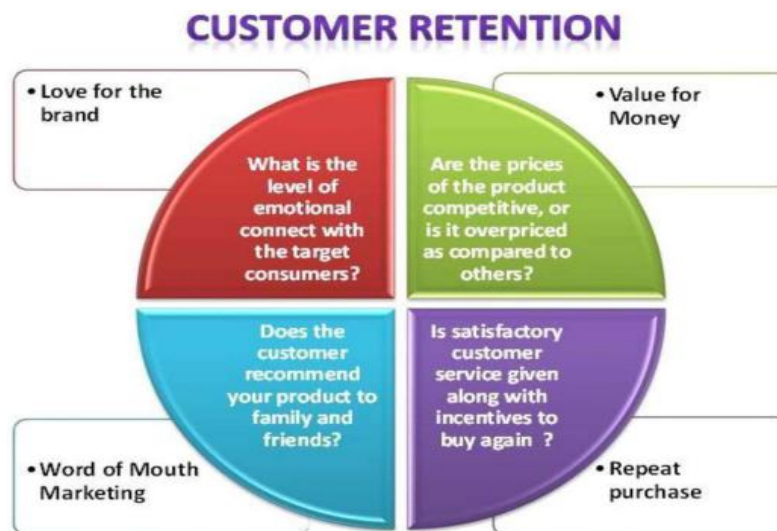 CUSTOMER RETENTION
• Love for the
brand
• Value for
Money
What is the
level of
emotional
connect with
the target
consumers?
Are the prices
of the product
competitive, or
is it overpriced
as compared to
others?
Does the
customer
recommend
your product to
family and
friends?
Is satisfactory
customer
service given
along with
incentives to
buy again ?
• Word of Mouth
Marketing
• Repeat
purchase